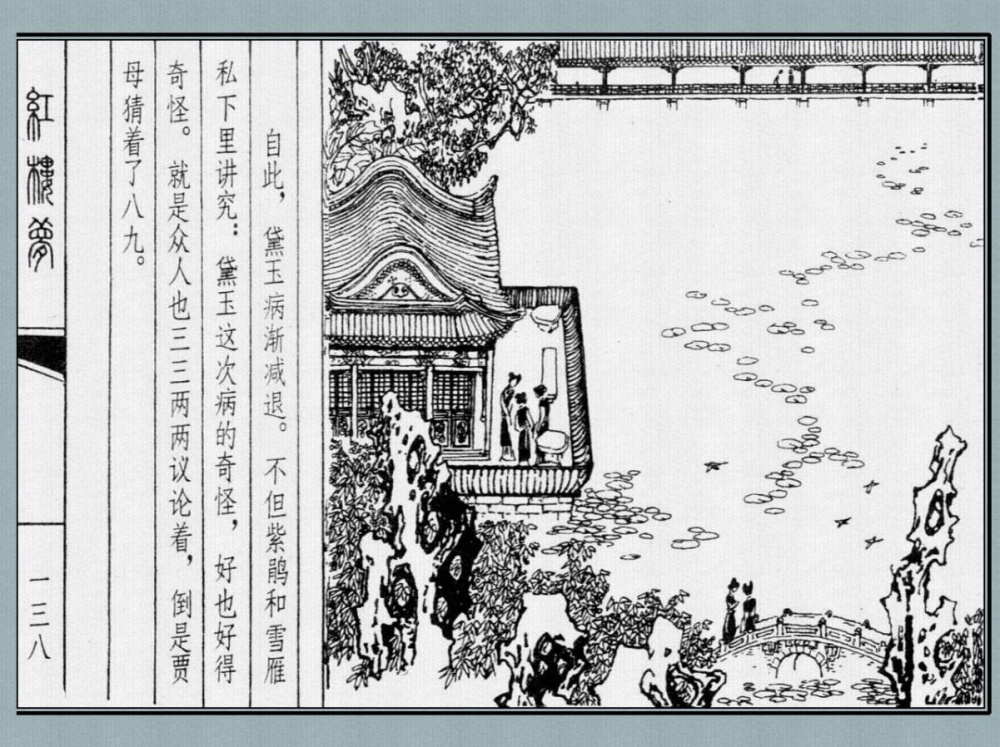 自此，黛玉病渐减退。不但紫鹃和雪雁
私下里讲究：黛玉这次病的奇怪，好也好得
奇怪。就是众人也三三两两议论着，倒是贾
母猜着了八九。
紅樓夢
一三八